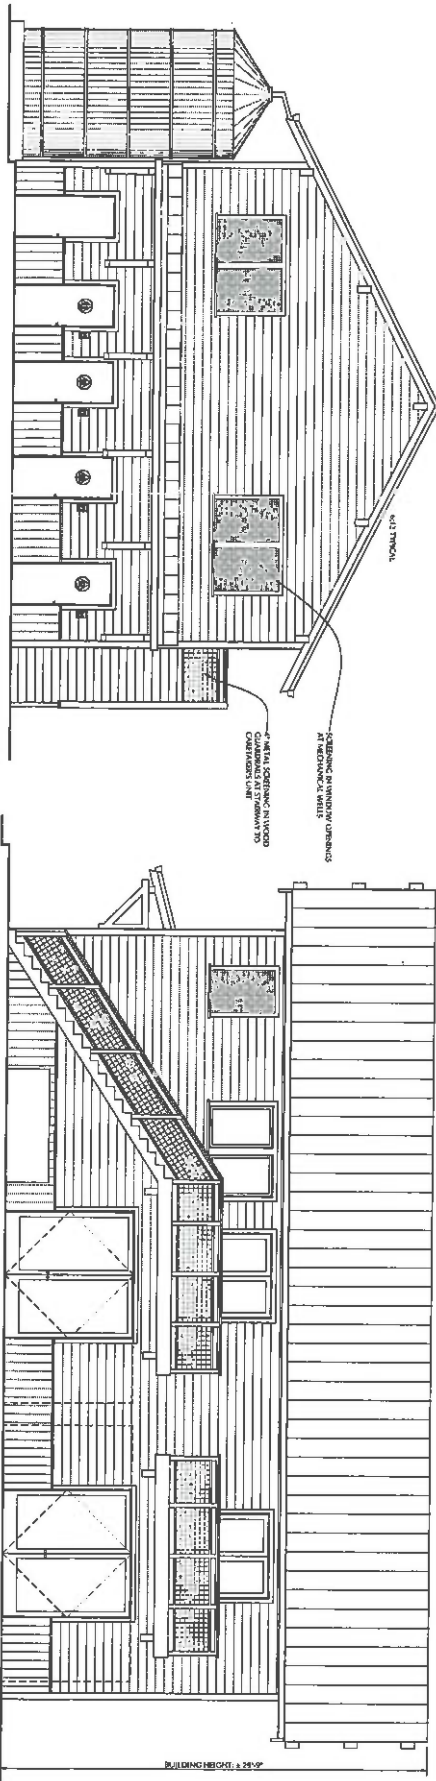 6:12 TYPICAL
SCREENING IN WINDOW OPENINGS
AT MECHANICAL WELLS
4" METAL SCREENING IN WOOD
GUARDRAILS AT STAIRWAY TO
CARETAKER'S UNIT
BUILDING HEIGHT: ± 29'-9"